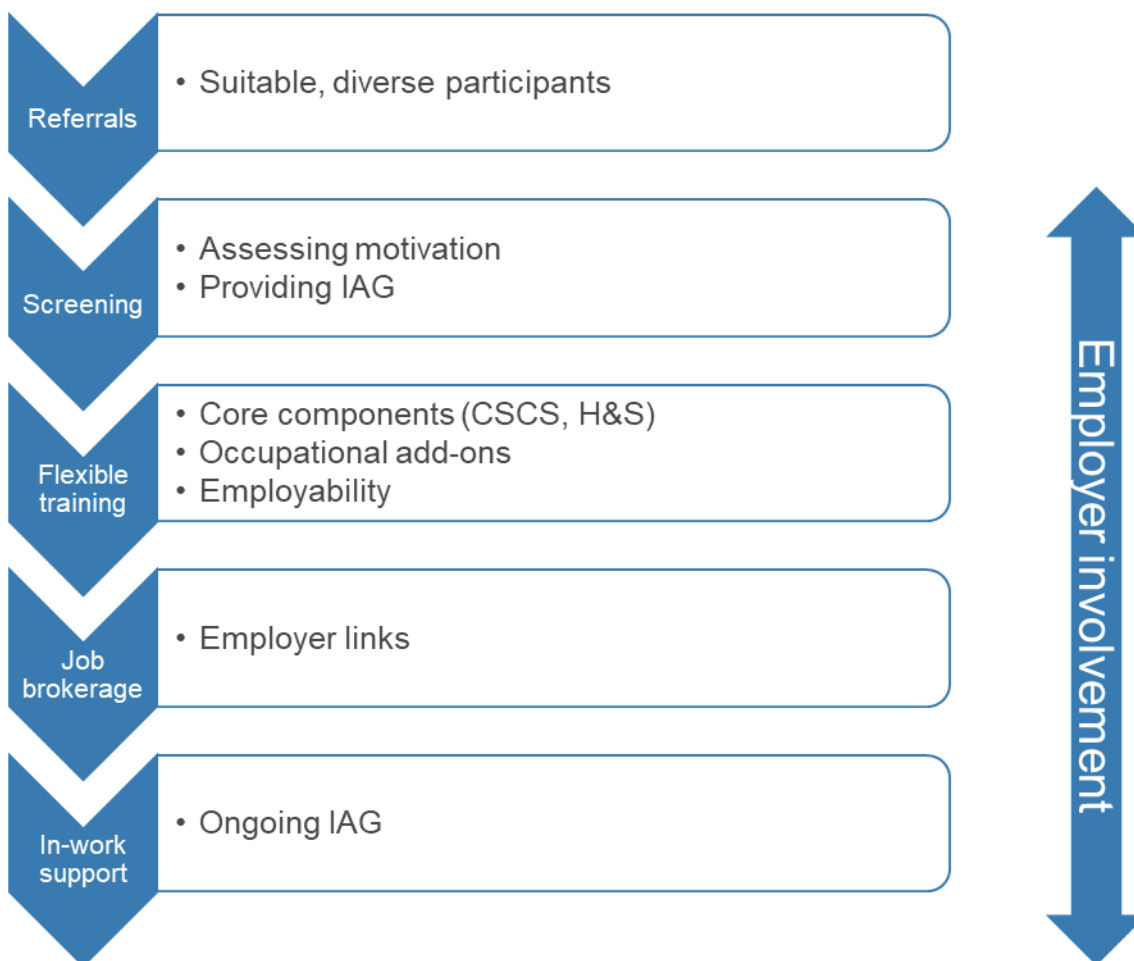 Referrals
• Suitable, diverse participants
Screening
• Assessing motivation
• Providing IAG
Flexible
training
• Core components (CSCS, H&S)
• Occupational add-ons
• Employability
Job
brokerage
• Employer links
In-work
support
• Ongoing IAG
Employer involvement